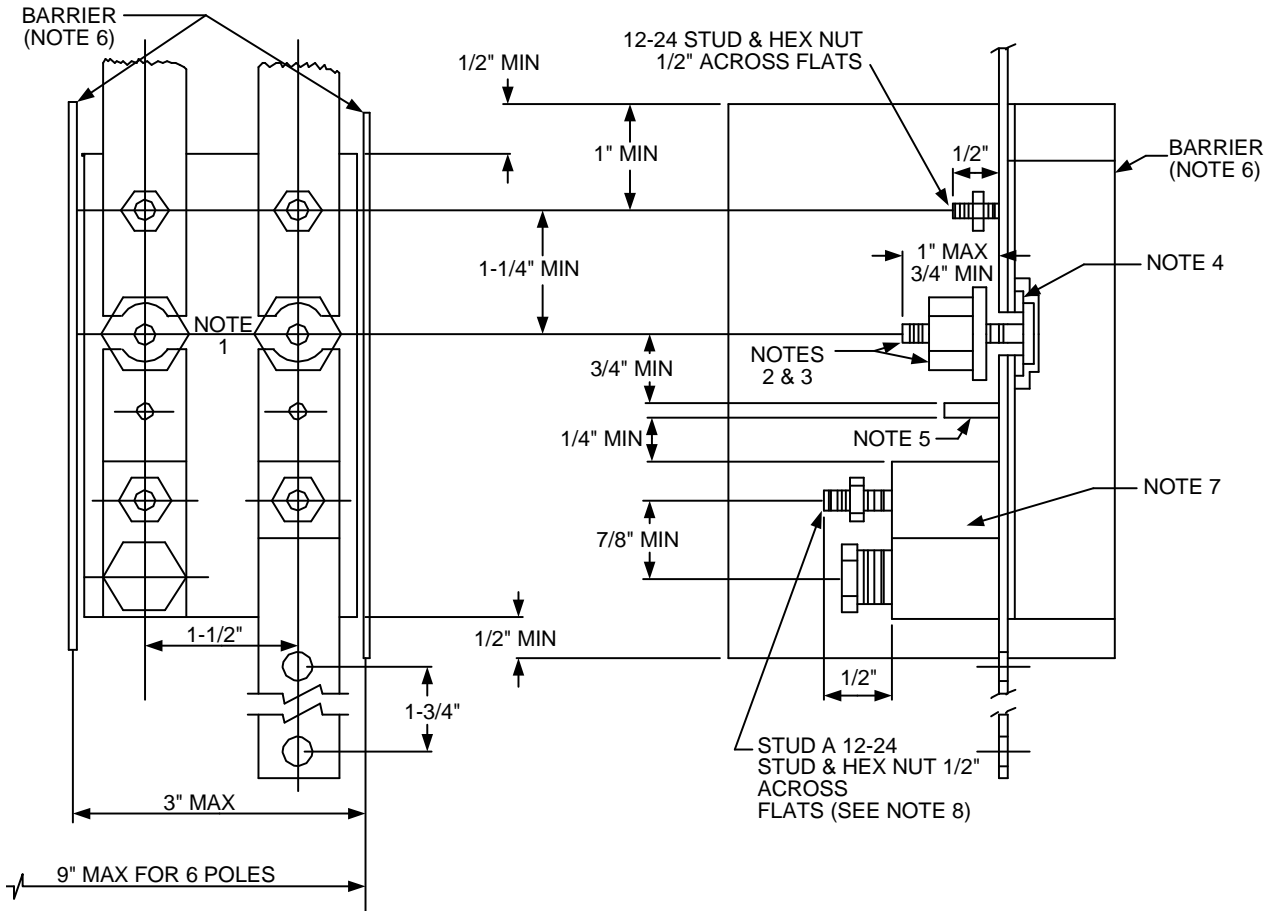 BARRIER
(NOTE 6)
12-24 STUD & HEX NUT
1/2" ACROSS FLATS
1/2" MIN
1" MIN
1/2"
BARRIER
(NOTE 6)
1-1/4" MIN
1" MAX
3/4" MIN
NOTE 4
NOTE
1
NOTES
2 & 3
3/4" MIN
NOTE 5
1/4" MIN
NOTE 7
7/8" MIN
1-1/2"
1/2" MIN
1/2"
1-3/4"
STUD A 12-24
STUD & HEX NUT 1/2"
ACROSS
FLATS (SEE NOTE 8)
3" MAX
9" MAX FOR 6 POLES